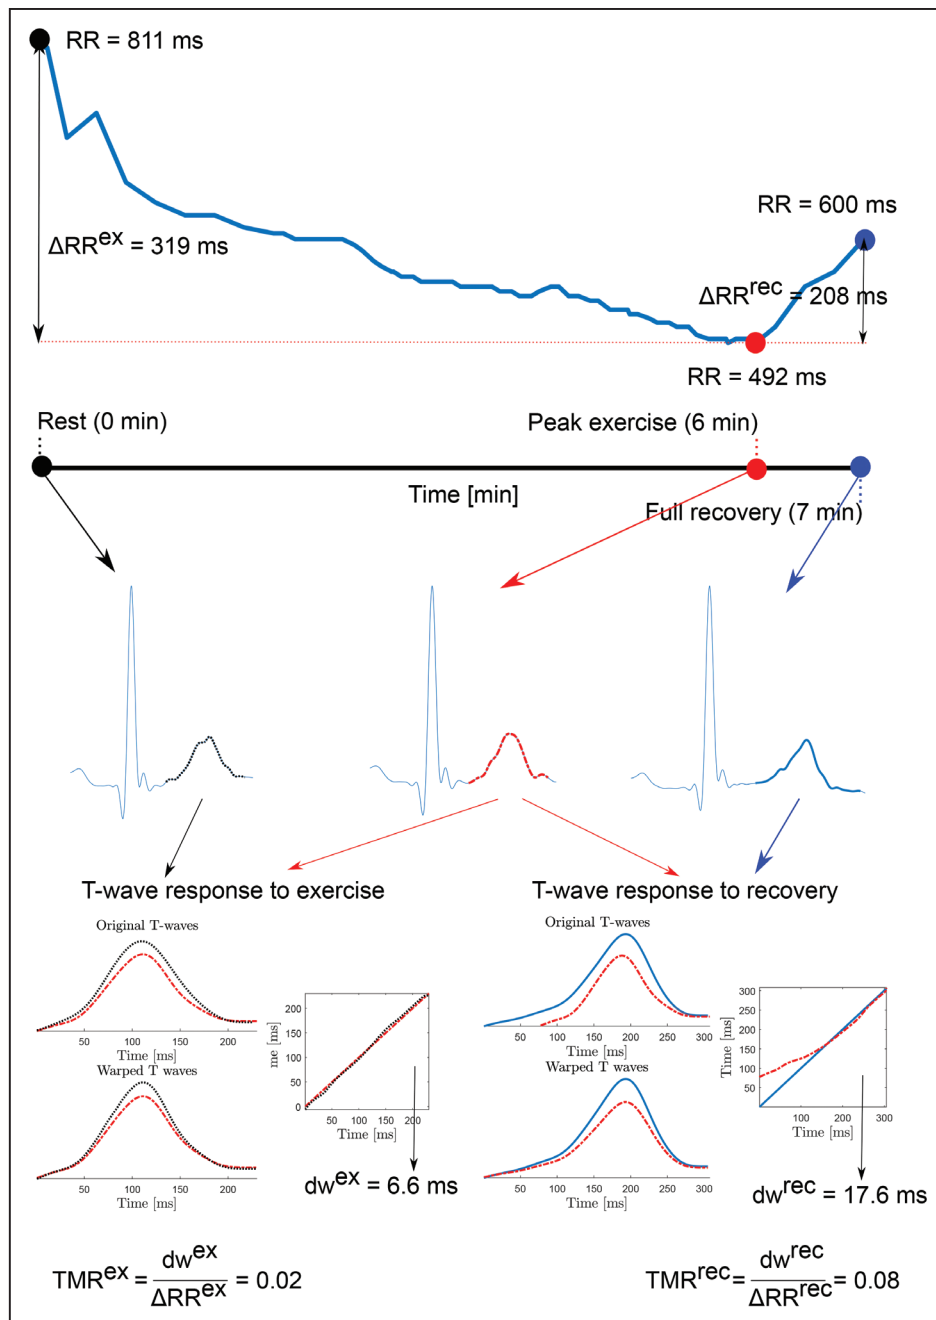 RR = 811 ms
RR = 600 ms
ΔRR^ex = 319 ms
ΔRR^rec = 208 ms
RR = 492 ms
Rest (0 min)
Peak exercise (6 min)
Time [min]
Full recovery (7 min)
T-wave response to exercise
T-wave response to recovery
Original T-waves
50 100 150 200
Time [ms]
Warped T waves
50 100 150 200
Time [ms]
me [ms]
200
150
100
50
0
50 100 150 200
Time [ms]
dw^ex = 6.6 ms
Original T-waves
50 100 150 200 250 300
Time [ms]
Warped T waves
50 100 150 200 250 300
Time [ms]
Time [ms]
300
250
200
150
100
50
100 200 300
Time [ms]
dw^rec = 17.6 ms
TMR^ex = dw^ex / ΔRR^ex = 0.02
TMR^rec = dw^rec / ΔRR^rec = 0.08